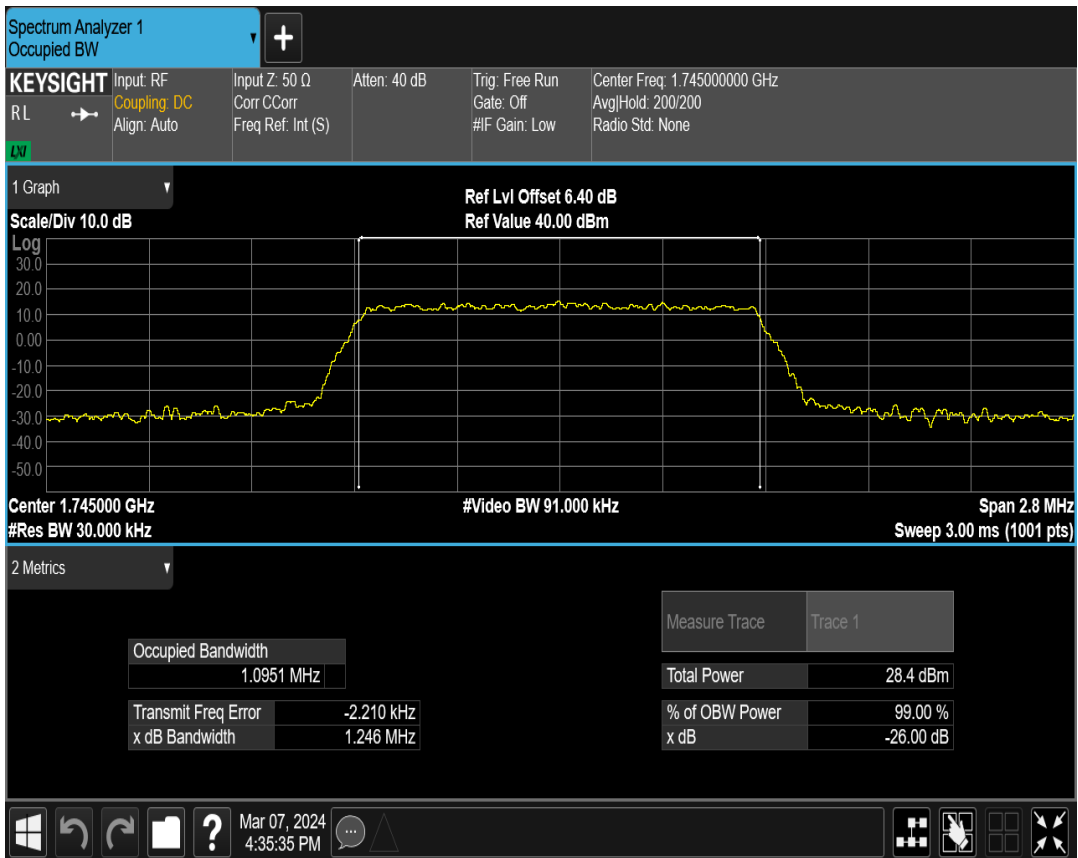 Spectrum Analyzer 1
Occupied BW
KEYSIGHT
RL
LXI
Input: RF
Coupling: DC
Align: Auto
Input Z: 50 Ω
Corr CCorr
Freq Ref: Int (S)
Atten: 40 dB
Trig: Free Run
Gate: Off
#IF Gain: Low
Center Freq: 1.745000000 GHz
Avg|Hold: 200/200
Radio Std: None
1 Graph
Ref Lvl Offset 6.40 dB
Scale/Div 10.0 dB
Ref Value 40.00 dBm
Log
30.0
20.0
10.0
0.00
-10.0
-20.0
-30.0
-40.0
-50.0
Center 1.745000 GHz
#Video BW 91.000 kHz
Span 2.8 MHz
#Res BW 30.000 kHz
Sweep 3.00 ms (1001 pts)
2 Metrics
Measure Trace
Trace 1
Occupied Bandwidth
1.0951 MHz
Total Power
28.4 dBm
Transmit Freq Error
-2.210 kHz
% of OBW Power
99.00 %
x dB Bandwidth
1.246 MHz
x dB
-26.00 dB
?
Mar 07, 2024
4:35:35 PM